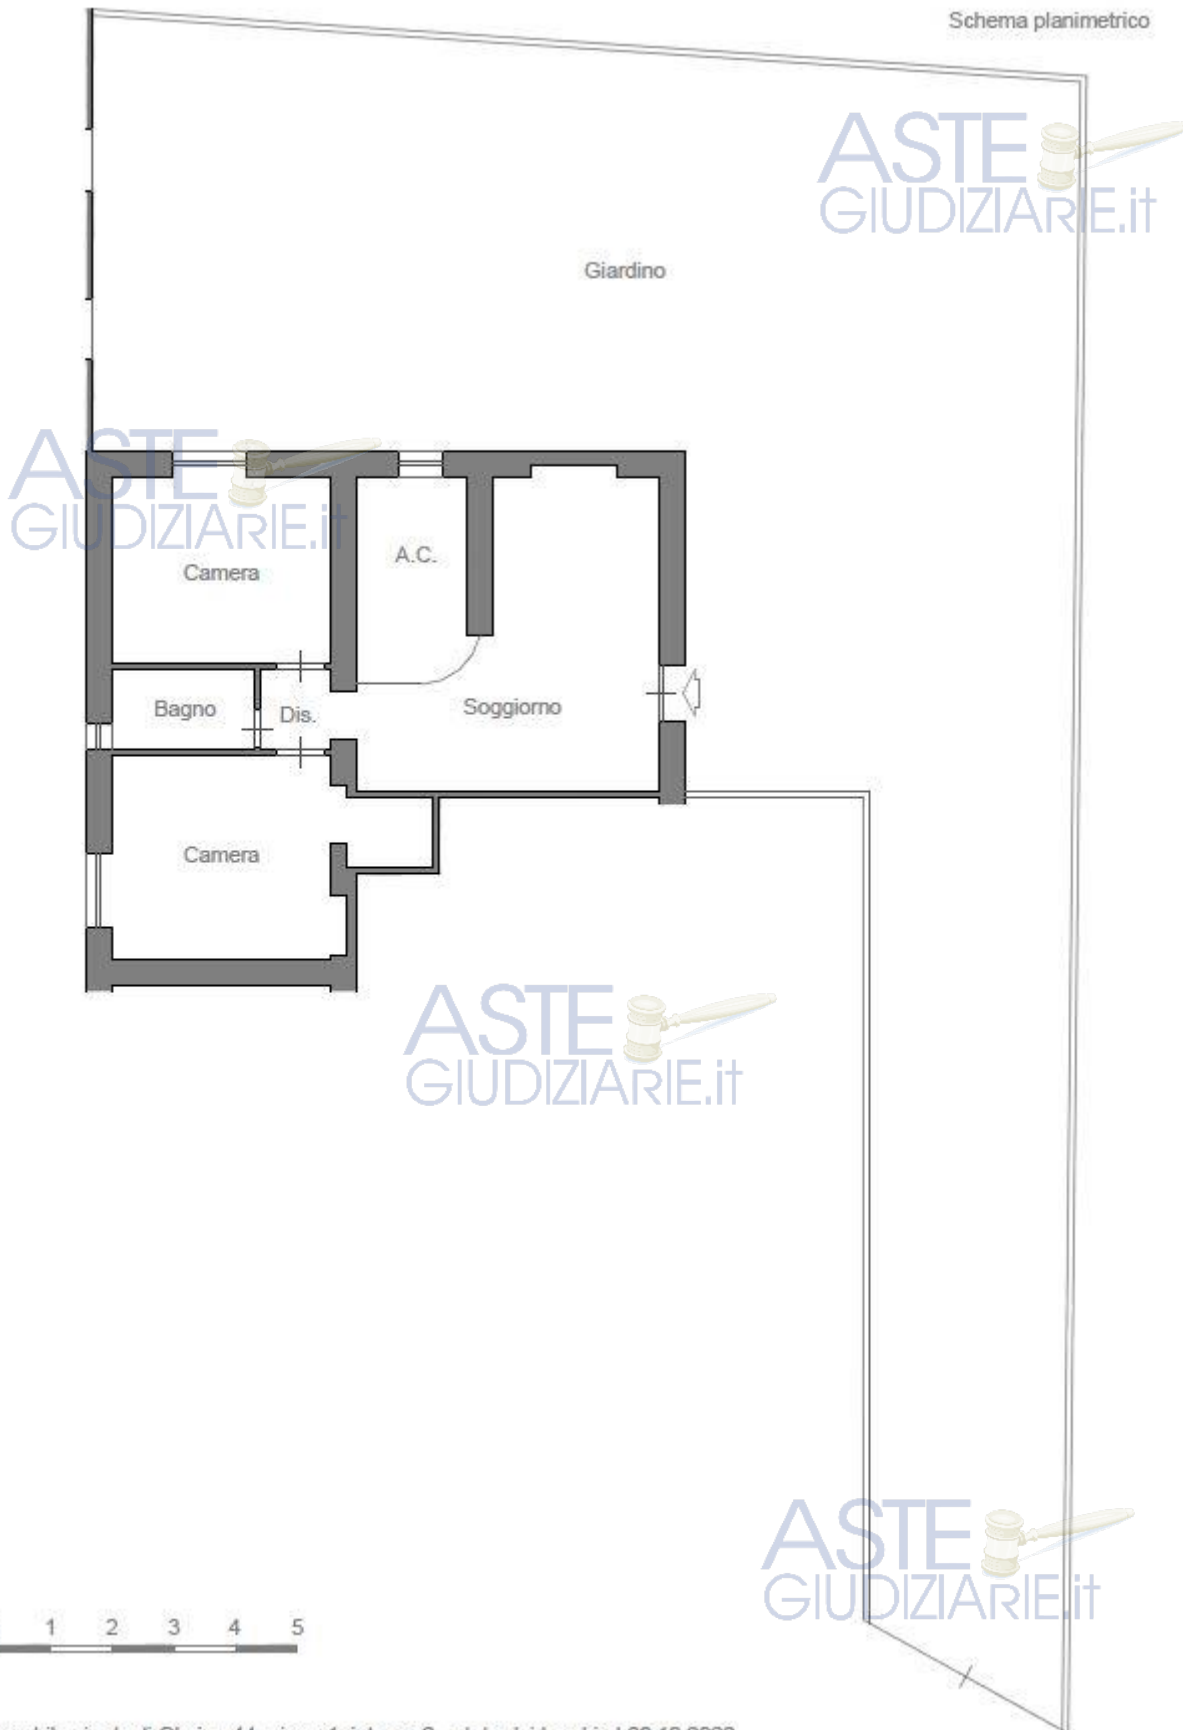 Schema planimetrico
ASTE
GIUDIZIARIE.it
Giardino
ASTE
GIUDIZIARIE.it
Camera
A.C.
Bagno
Dis.
Soggiorno
Camera
ASTE
GIUDIZIARIE.it
ASTE
GIUDIZIARIE.it
1 2 3 4 5